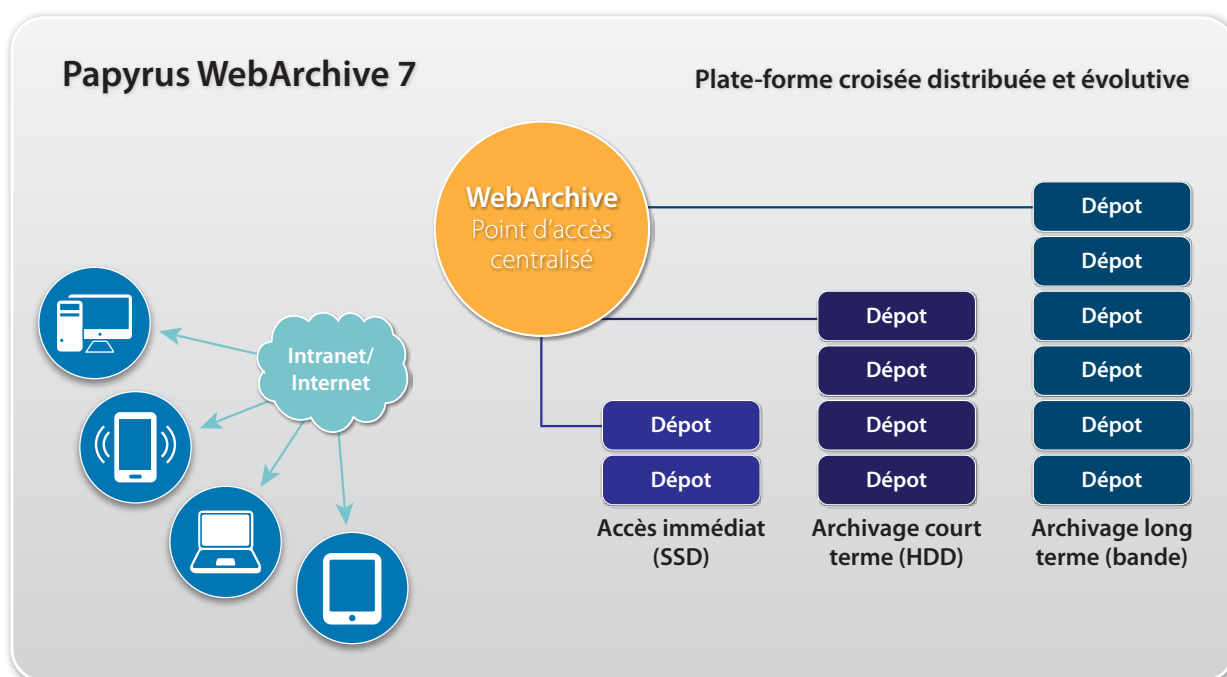 Papyrus WebArchive 7
Plate-forme croisée distribuée et évolutive
WebArchive
Point d'accès
centralisé
Intranet/
Internet
Dépot
Dépot
Accès immédiat
(SSD)
Dépot
Dépot
Dépot
Dépot
Archivage court
terme (HDD)
Dépot
Dépot
Dépot
Dépot
Dépot
Dépot
Archivage long
terme (bande)